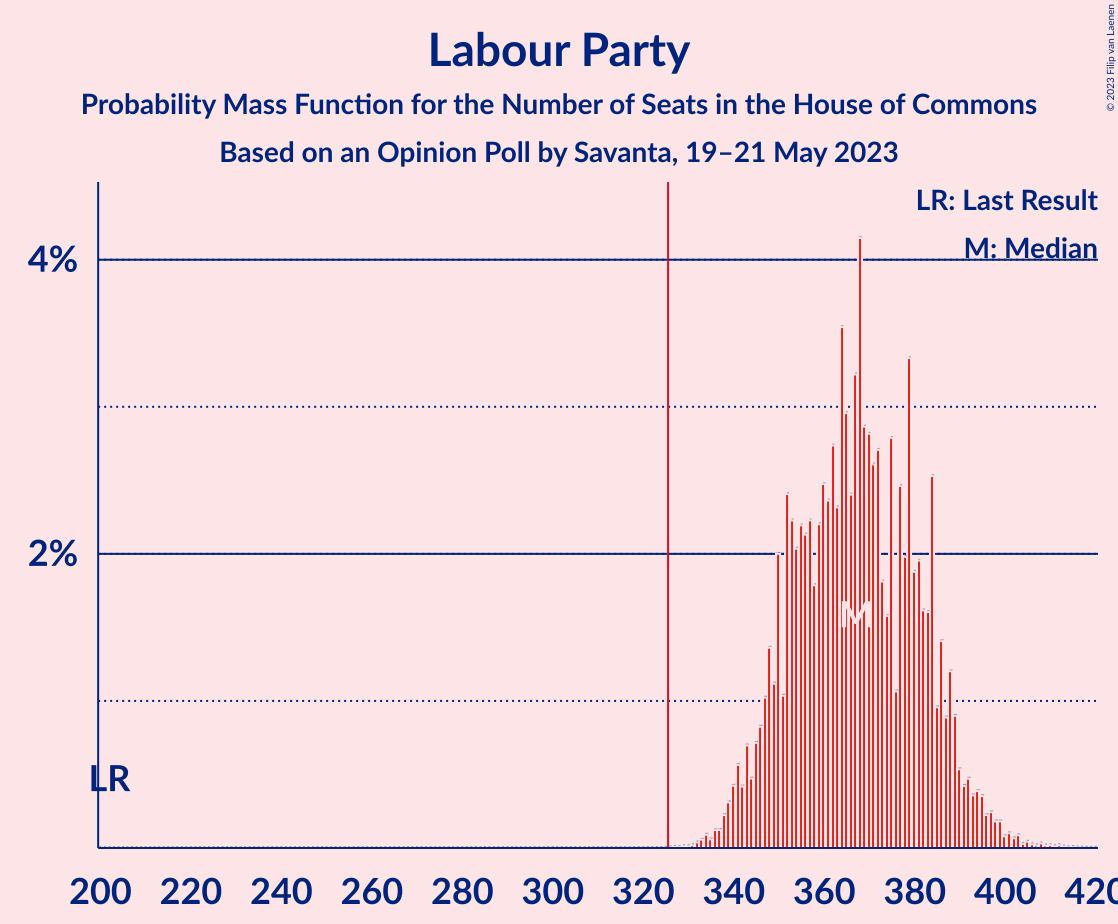 Labour Party
Probability Mass Function for the Number of Seats in the House of Commons
Based on an Opinion Poll by Savanta, 19–21 May 2023
© 2023 Filip van Laenen
LR: Last Result
M: Median
4%
2%
M
LR
200 220 240 260 280 300 320 340 360 380 400 420